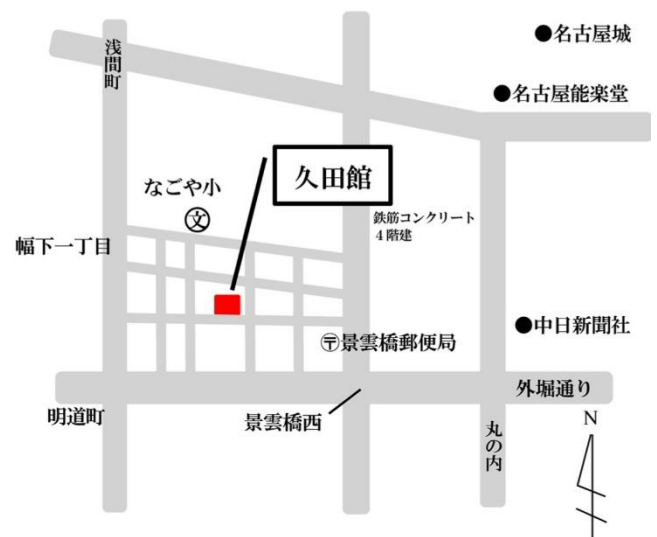 ●名古屋城
浅間町
●名古屋能楽堂
久田館
なごや小
文
鉄筋コンクリート
4階建
幅下一丁目
●中日新聞社
〒景雲橋郵便局
外堀通り
明道町
景雲橋西
丸の内
N